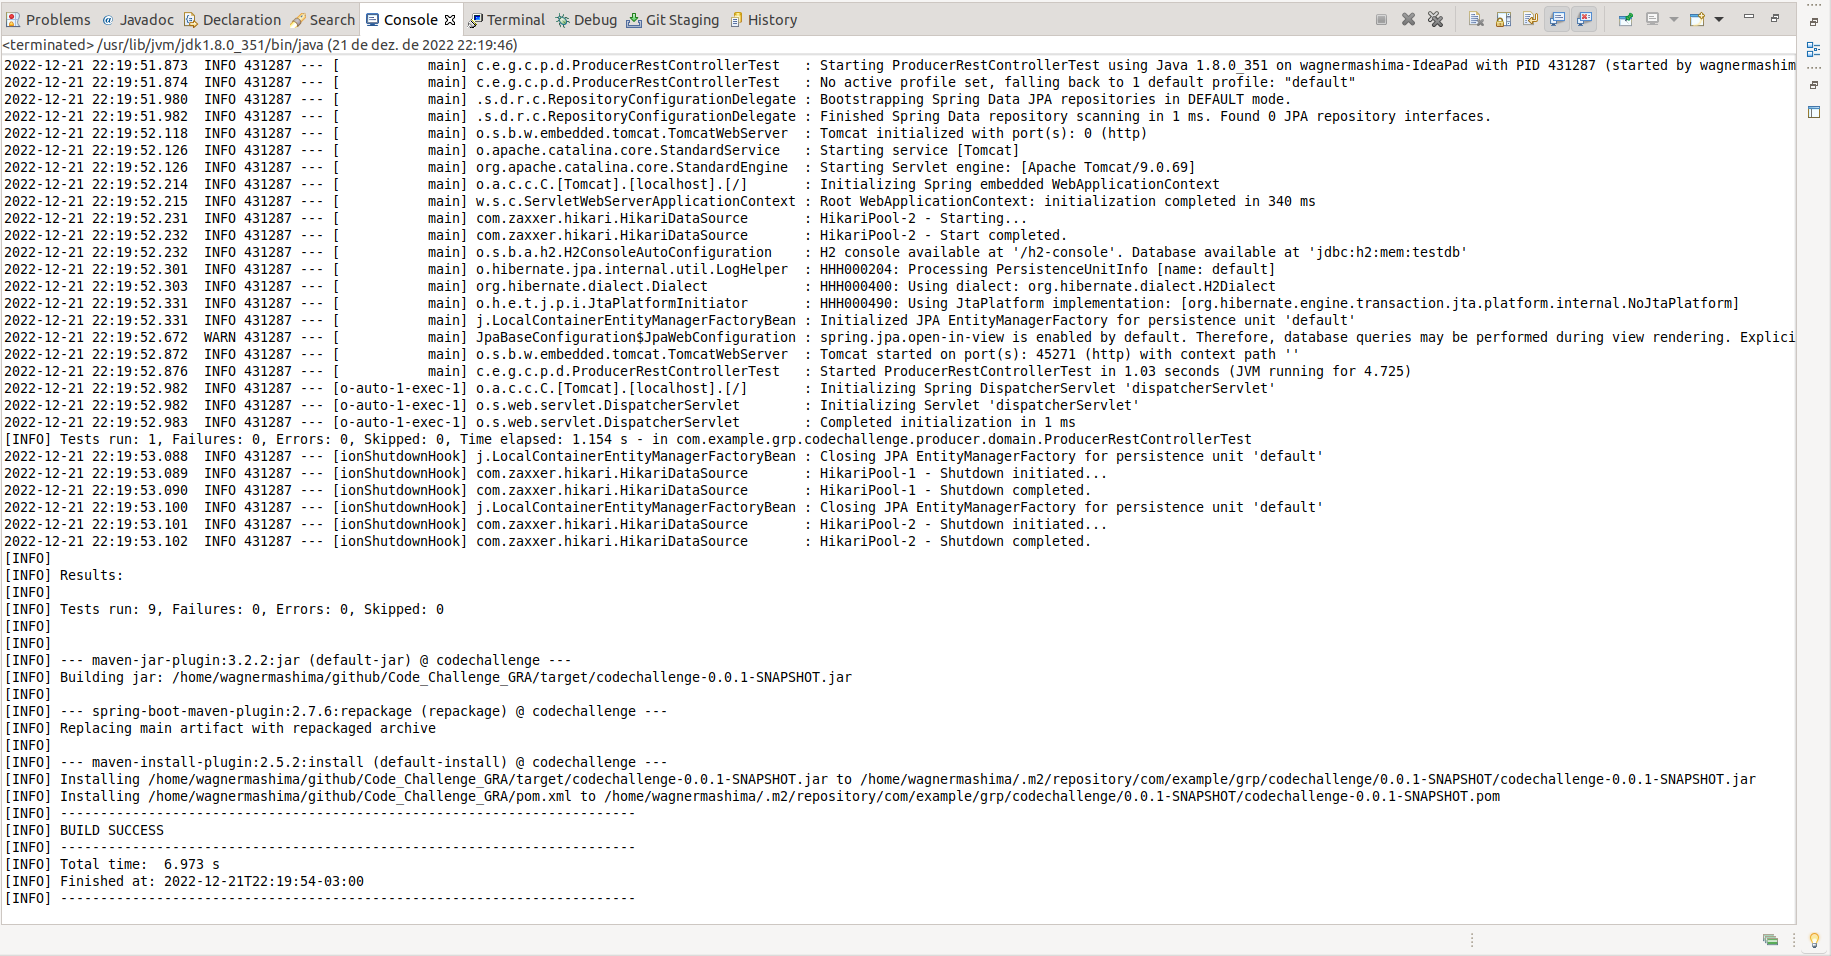 Problems @ Javadoc Declaration Search Console Terminal Debug Git Staging History
<terminated> /usr/lib/jvm/jdk1.8.0_351/bin/java (21 de dez. de 2022 22:19:46)
2022-12-21 22:19:51.873  INFO 431287 --- [           main] c.e.g.c.p.d.ProducerRestControllerTest   : Starting ProducerRestControllerTest using Java 1.8.0_351 on wagnermashima-IdeaPad with PID 431287 (started by wagnermashim
2022-12-21 22:19:51.874  INFO 431287 --- [           main] c.e.g.c.p.d.ProducerRestControllerTest   : No active profile set, falling back to 1 default profile: "default"
2022-12-21 22:19:51.980  INFO 431287 --- [           main] .s.d.r.c.RepositoryConfigurationDelegate : Bootstrapping Spring Data JPA repositories in DEFAULT mode.
2022-12-21 22:19:51.982  INFO 431287 --- [           main] .s.d.r.c.RepositoryConfigurationDelegate : Finished Spring Data repository scanning in 1 ms. Found 0 JPA repository interfaces.
2022-12-21 22:19:52.118  INFO 431287 --- [           main] o.s.b.w.embedded.tomcat.TomcatWebServer  : Tomcat initialized with port(s): 0 (http)
2022-12-21 22:19:52.126  INFO 431287 --- [           main] o.apache.catalina.core.StandardService   : Starting service [Tomcat]
2022-12-21 22:19:52.126  INFO 431287 --- [           main] org.apache.catalina.core.StandardEngine  : Starting Servlet engine: [Apache Tomcat/9.0.69]
2022-12-21 22:19:52.214  INFO 431287 --- [           main] o.a.c.c.C.[Tomcat].[localhost].[/]       : Initializing Spring embedded WebApplicationContext
2022-12-21 22:19:52.215  INFO 431287 --- [           main] w.s.c.ServletWebServerApplicationContext : Root WebApplicationContext: initialization completed in 340 ms
2022-12-21 22:19:52.231  INFO 431287 --- [           main] com.zaxxer.hikari.HikariDataSource       : HikariPool-2 - Starting...
2022-12-21 22:19:52.232  INFO 431287 --- [           main] com.zaxxer.hikari.HikariDataSource       : HikariPool-2 - Start completed.
2022-12-21 22:19:52.232  INFO 431287 --- [           main] o.s.b.a.h2.H2ConsoleAutoConfiguration    : H2 console available at '/h2-console'. Database available at 'jdbc:h2:mem:testdb'
2022-12-21 22:19:52.301  INFO 431287 --- [           main] o.hibernate.jpa.internal.util.LogHelper  : HHH000204: Processing PersistenceUnitInfo [name: default]
2022-12-21 22:19:52.303  INFO 431287 --- [           main] org.hibernate.dialect.Dialect            : HHH000400: Using dialect: org.hibernate.dialect.H2Dialect
2022-12-21 22:19:52.331  INFO 431287 --- [           main] o.h.e.t.j.p.i.JtaPlatformInitiator       : HHH000490: Using JtaPlatform implementation: [org.hibernate.engine.transaction.jta.platform.internal.NoJtaPlatform]
2022-12-21 22:19:52.331  INFO 431287 --- [           main] j.LocalContainerEntityManagerFactoryBean : Initialized JPA EntityManagerFactory for persistence unit 'default'
2022-12-21 22:19:52.672  WARN 431287 --- [           main] JpaBaseConfiguration$JpaWebConfiguration : spring.jpa.open-in-view is enabled by default. Therefore, database queries may be performed during view rendering. Explici
2022-12-21 22:19:52.872  INFO 431287 --- [           main] o.s.b.w.embedded.tomcat.TomcatWebServer  : Tomcat started on port(s): 45271 (http) with context path ''
2022-12-21 22:19:52.876  INFO 431287 --- [           main] c.e.g.c.p.d.ProducerRestControllerTest   : Started ProducerRestControllerTest in 1.03 seconds (JVM running for 4.725)
2022-12-21 22:19:52.982  INFO 431287 --- [o-auto-1-exec-1] o.a.c.c.C.[Tomcat].[localhost].[/]       : Initializing Spring DispatcherServlet 'dispatcherServlet'
2022-12-21 22:19:52.982  INFO 431287 --- [o-auto-1-exec-1] o.s.web.servlet.DispatcherServlet        : Initializing Servlet 'dispatcherServlet'
2022-12-21 22:19:52.983  INFO 431287 --- [o-auto-1-exec-1] o.s.web.servlet.DispatcherServlet        : Completed initialization in 1 ms
[INFO] Tests run: 1, Failures: 0, Errors: 0, Skipped: 0, Time elapsed: 1.154 s - in com.example.grp.codechallenge.producer.domain.ProducerRestControllerTest
2022-12-21 22:19:53.088  INFO 431287 --- [ionShutdownHook] j.LocalContainerEntityManagerFactoryBean : Closing JPA EntityManagerFactory for persistence unit 'default'
2022-12-21 22:19:53.089  INFO 431287 --- [ionShutdownHook] com.zaxxer.hikari.HikariDataSource       : HikariPool-1 - Shutdown initiated...
2022-12-21 22:19:53.090  INFO 431287 --- [ionShutdownHook] com.zaxxer.hikari.HikariDataSource       : HikariPool-1 - Shutdown completed.
2022-12-21 22:19:53.100  INFO 431287 --- [ionShutdownHook] j.LocalContainerEntityManagerFactoryBean : Closing JPA EntityManagerFactory for persistence unit 'default'
2022-12-21 22:19:53.101  INFO 431287 --- [ionShutdownHook] com.zaxxer.hikari.HikariDataSource       : HikariPool-2 - Shutdown initiated...
2022-12-21 22:19:53.102  INFO 431287 --- [ionShutdownHook] com.zaxxer.hikari.HikariDataSource       : HikariPool-2 - Shutdown completed.
[INFO]
[INFO] Results:
[INFO]
[INFO] Tests run: 9, Failures: 0, Errors: 0, Skipped: 0
[INFO]
[INFO]
[INFO] --- maven-jar-plugin:3.2.2:jar (default-jar) @ codechallenge ---
[INFO] Building jar: /home/wagnermashima/github/Code_Challenge_GRA/target/codechallenge-0.0.1-SNAPSHOT.jar
[INFO]
[INFO] --- spring-boot-maven-plugin:2.7.6:repackage (repackage) @ codechallenge ---
[INFO] Replacing main artifact with repackaged archive
[INFO]
[INFO] --- maven-install-plugin:2.5.2:install (default-install) @ codechallenge ---
[INFO] Installing /home/wagnermashima/github/Code_Challenge_GRA/target/codechallenge-0.0.1-SNAPSHOT.jar to /home/wagnermashima/.m2/repository/com/example/grp/codechallenge/0.0.1-SNAPSHOT/codechallenge-0.0.1-SNAPSHOT.jar
[INFO] Installing /home/wagnermashima/github/Code_Challenge_GRA/pom.xml to /home/wagnermashima/.m2/repository/com/example/grp/codechallenge/0.0.1-SNAPSHOT/codechallenge-0.0.1-SNAPSHOT.pom
[INFO] ------------------------------------------------------------------------
[INFO] BUILD SUCCESS
[INFO] ------------------------------------------------------------------------
[INFO] Total time:  6.973 s
[INFO] Finished at: 2022-12-21T22:19:54-03:00
[INFO] ------------------------------------------------------------------------